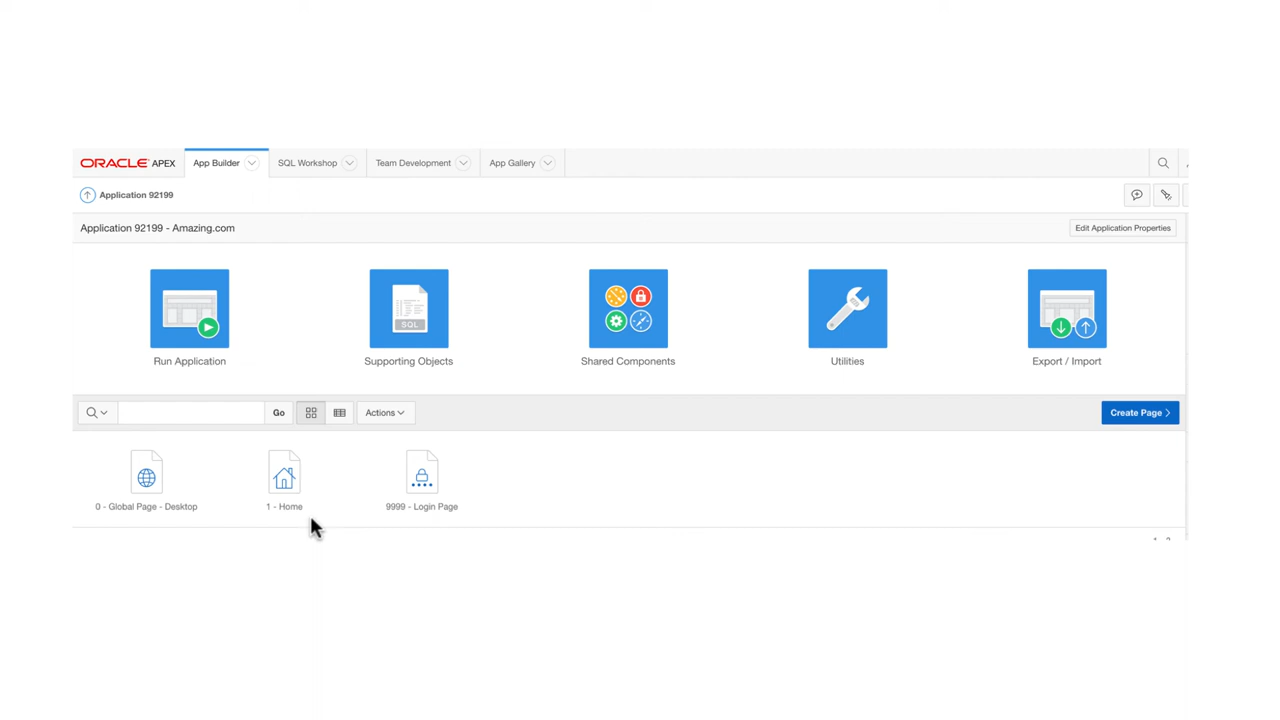 ORACLE APEX App Builder SQL Workshop Team Development App Gallery
Application 92199
Application 92199 - Amazing.com Edit Application Properties
SQL
Run Application Supporting Objects Shared Components Utilities Export / Import
Go Actions Create Page
0 - Global Page - Desktop 1 - Home 9999 - Login Page